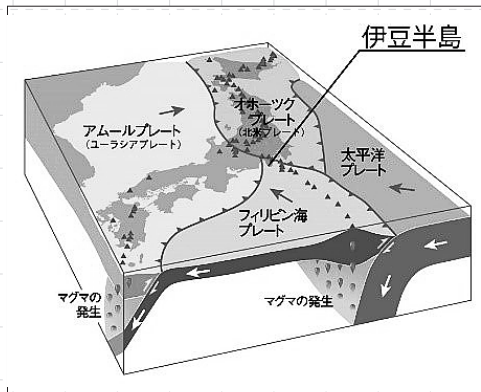 伊豆半島
オホーツク
プレート
(北米プレート)
アムールプレート
(ユーラシアプレート)
太平洋
プレート
フィリピン海
プレート
マグマの
発生
マグマの発生